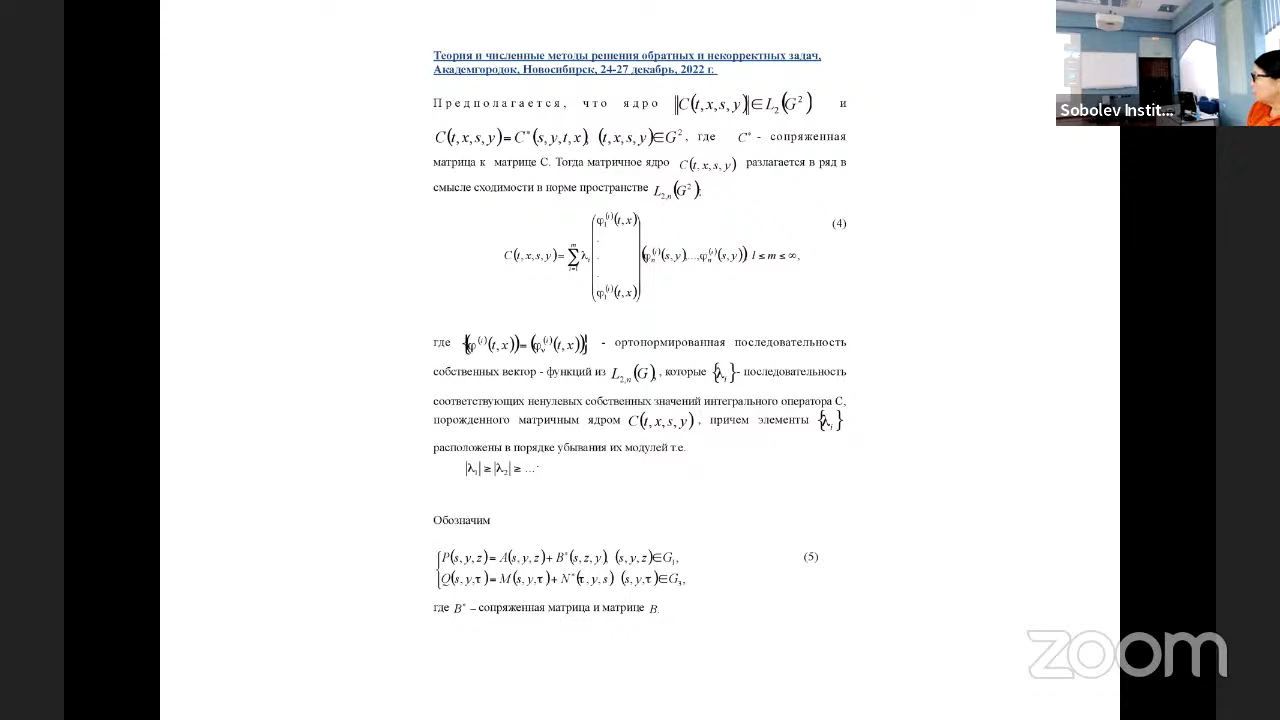 Теория и численные методы решения обратных и некорректных задач,
Академгородок, Новосибирск, 24-27 декабрь, 2022 г.
Предполагается, что ядро ‖C(t,x,s,y)‖∈L₂(G²) и
C(t,x,s,y)=C*(s,y,t,x), (t,x,s,y)∈G², где C* - сопряженная
матрица к матрице С. Тогда матричное ядро C(t,x,s,y) разлагается в ряд в
смысле сходимости в норме пространстве L₂,ₙ(G²):
(4)
C(t,x,s,y)=∑ᵢ₌₁ᵐ λᵢ (φ₁⁽ⁱ⁾(t,x) . . . φ₁⁽ⁱ⁾(t,x)) (φₙ⁽ⁱ⁾(s,y),...,φₙ⁽ⁱ⁾(s,y)) l ≤ m ≤ ∞,
где {(φ⁽ⁱ⁾(t,x))=(φᵥ⁽ⁱ⁾(t,x))} - ортонормированная последовательность
собственных вектор - функций из L₂,ₙ(G), которые {λᵢ}- последовательность
соответствующих ненулевых собственных значений интегрального оператора С,
порожденного матричным ядром C(t,x,s,y), причем элементы {λᵢ}
расположены в порядке убывания их модулей т.е.
|λ₁| ≥ |λ₂| ≥ ...
Обозначим
P(s,y,z)= A(s,y,z)+ B*(s,z,y), (s,y,z)∈G₁, (5)
Q(s,y,τ)= M(s,y,τ)+ N*(τ,y,s) (s,y,τ)∈G₃,
где B* – сопряженная матрица и матрице B.
Sobolev Instit...
zoom